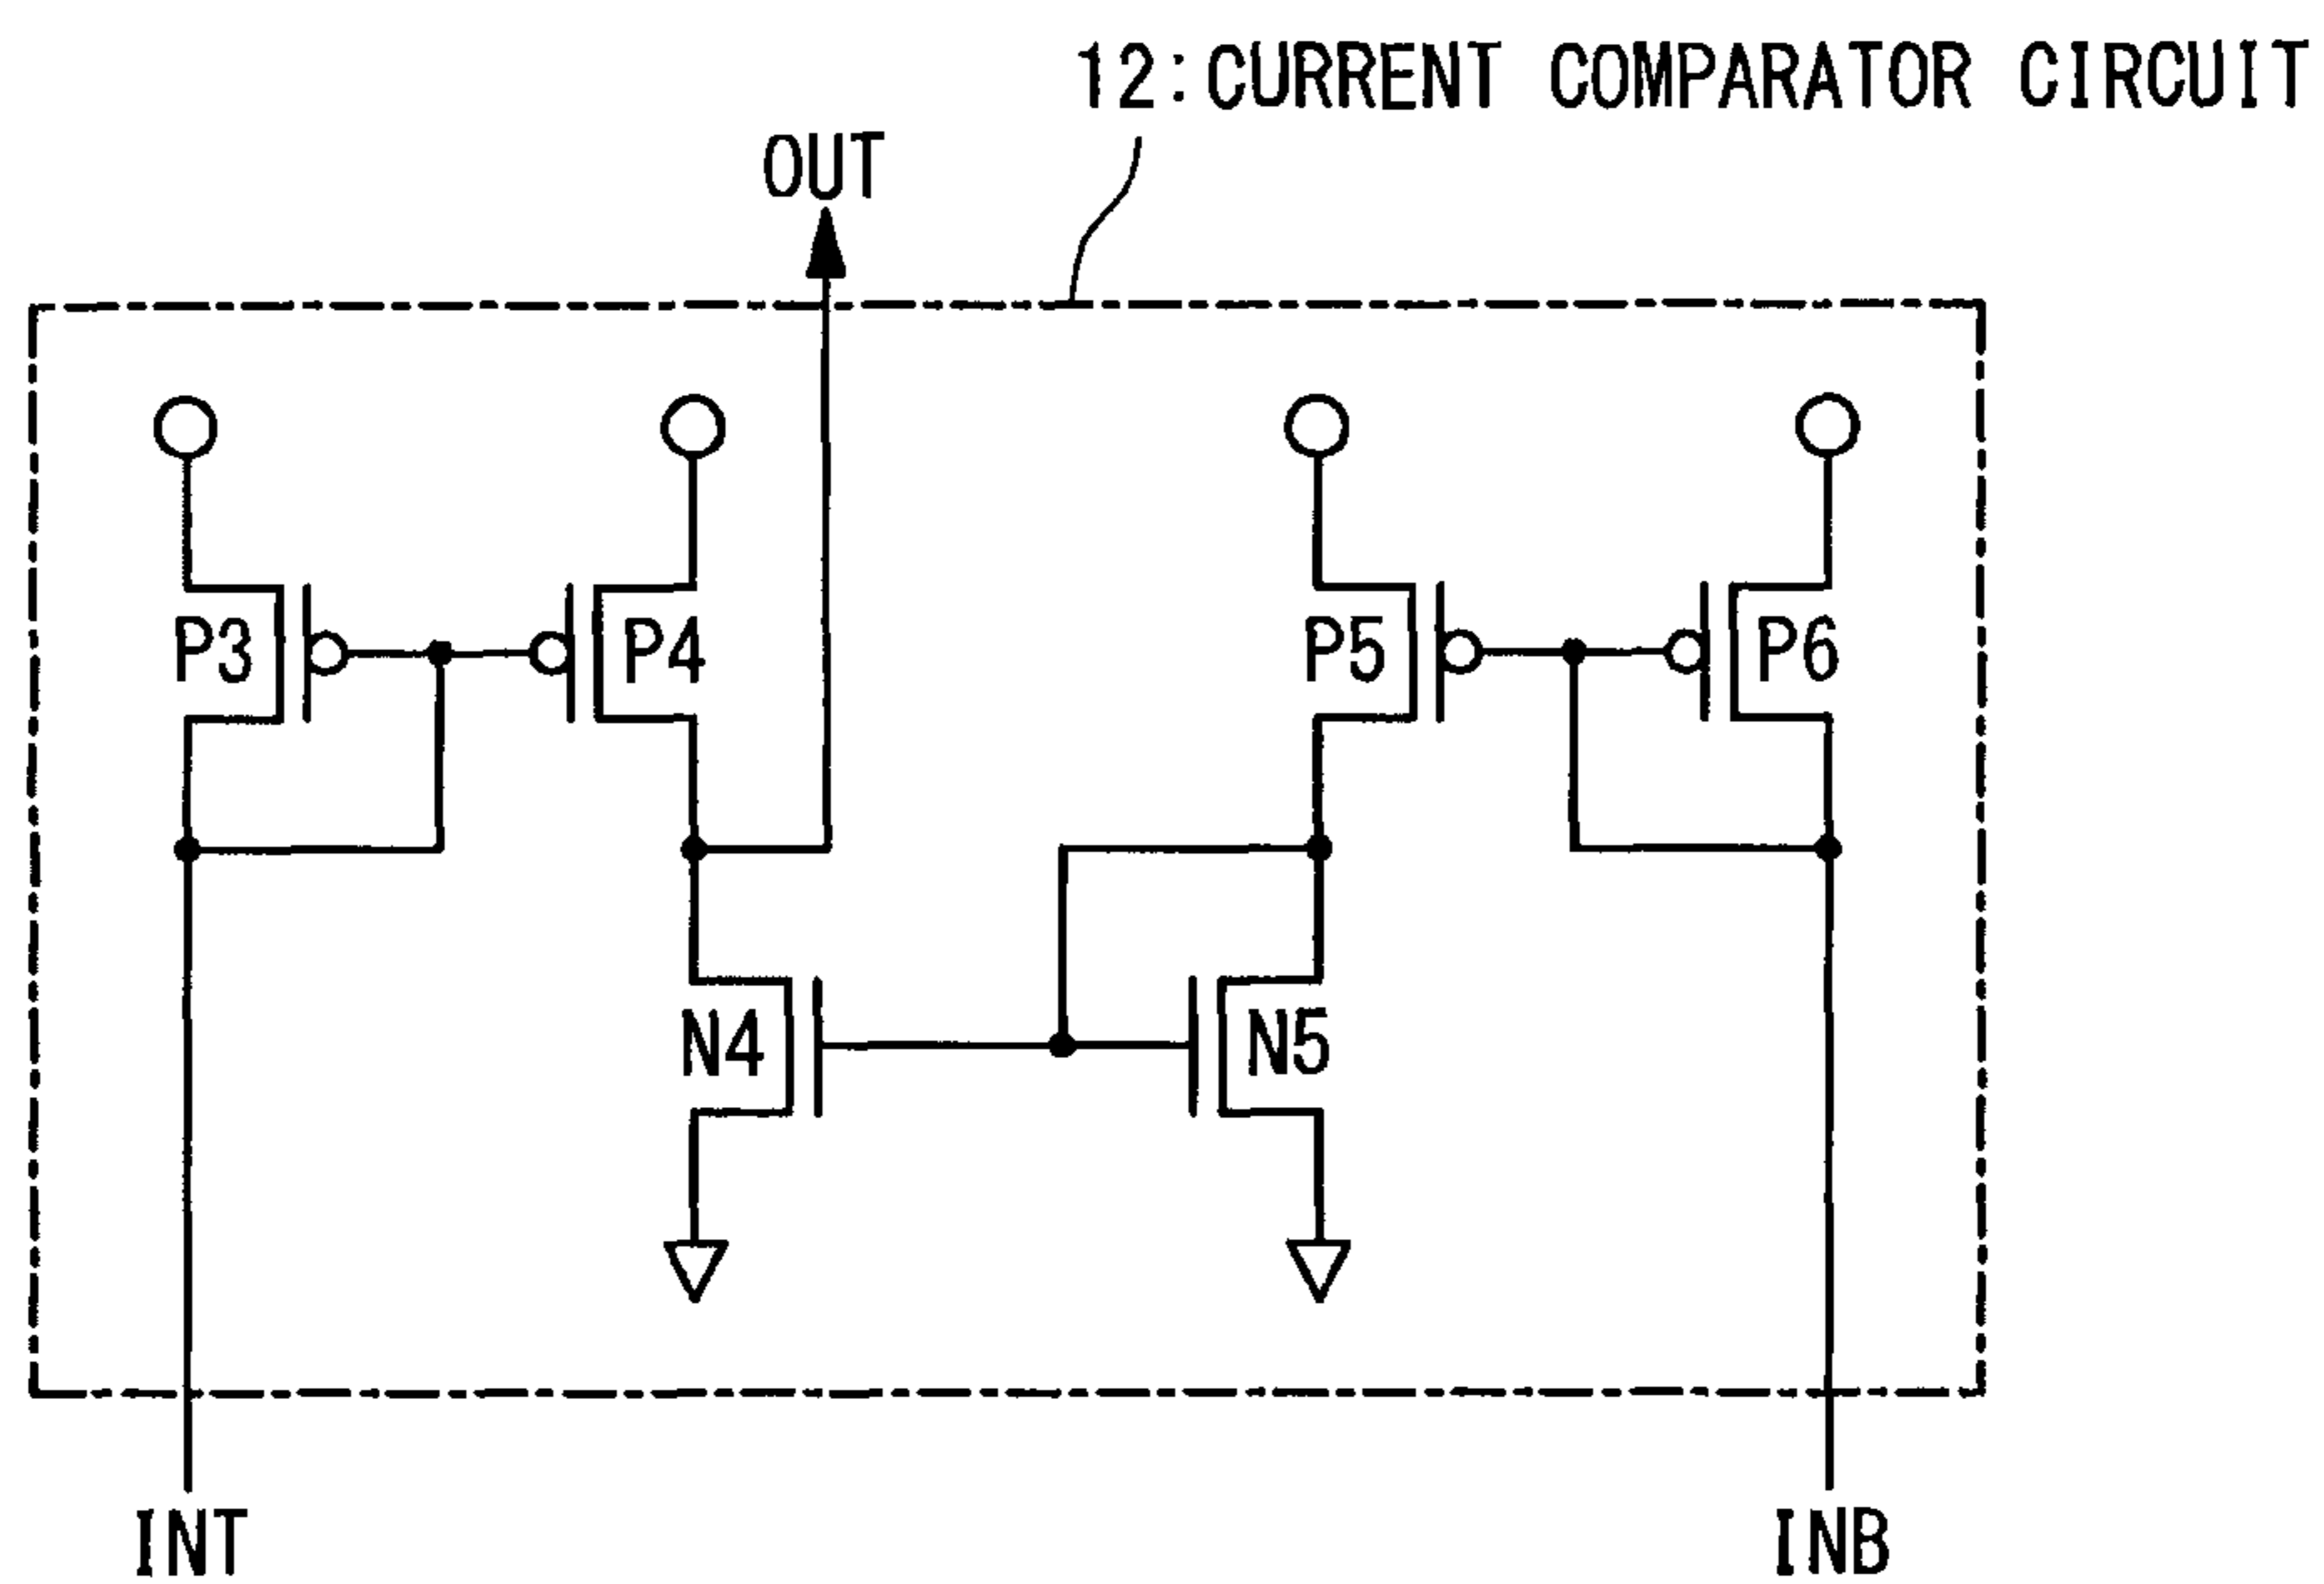 12:CURRENT COMPARATOR CIRCUIT
OUT
P3
P4
P5
P6
N4
N5
INT
INB